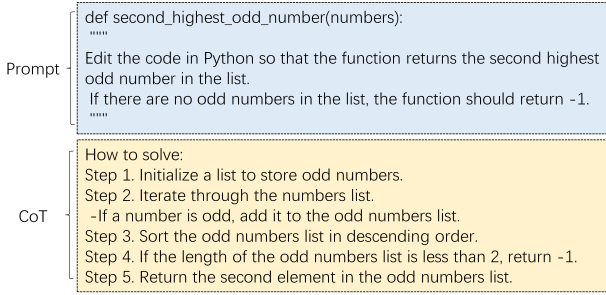 def second_highest_odd_number(numbers):
"""
Edit the code in Python so that the function returns the second highest
odd number in the list.
If there are no odd numbers in the list, the function should return -1.
"""
Prompt
How to solve:
Step 1. Initialize a list to store odd numbers.
Step 2. Iterate through the numbers list.
-If a number is odd, add it to the odd numbers list.
Step 3. Sort the odd numbers list in descending order.
Step 4. If the length of the odd numbers list is less than 2, return -1.
Step 5. Return the second element in the odd numbers list.
CoT